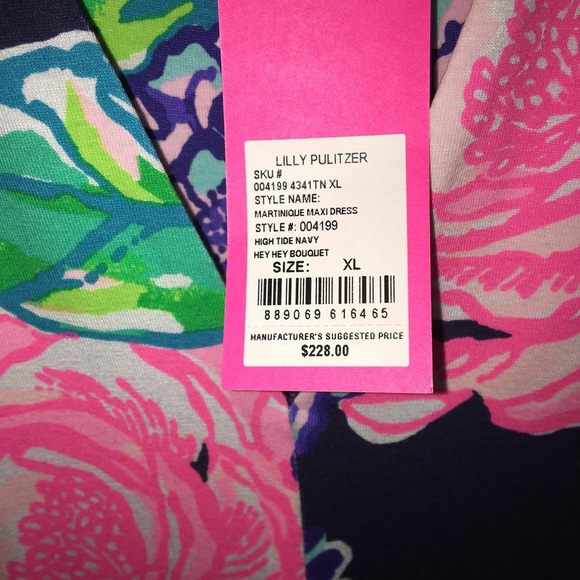 LILLY PULITZER
SKU #
004199 4341TN XL
STYLE NAME:
MARTINIQUE MAXI DRESS
STYLE #: 004199
HIGH TIDE NAVY
HEY HEY BOUQUET
SIZE: XL
889069 616465
MANUFACTURER'S SUGGESTED PRICE
$228.00